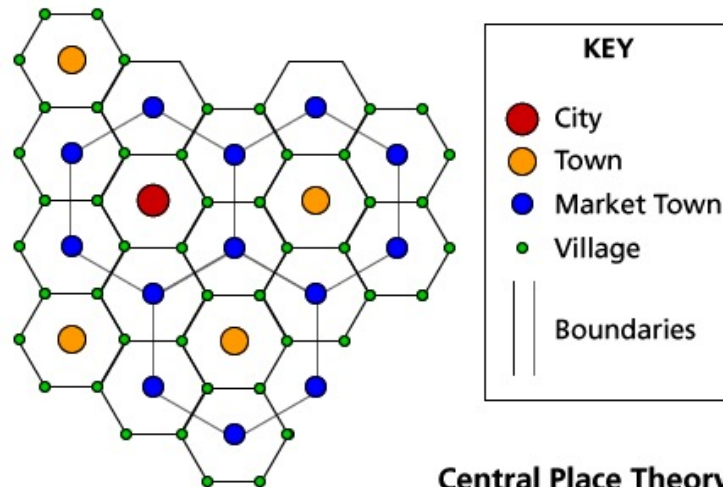 KEY
City
Town
Market Town
Village
Boundaries
Central Place Theory